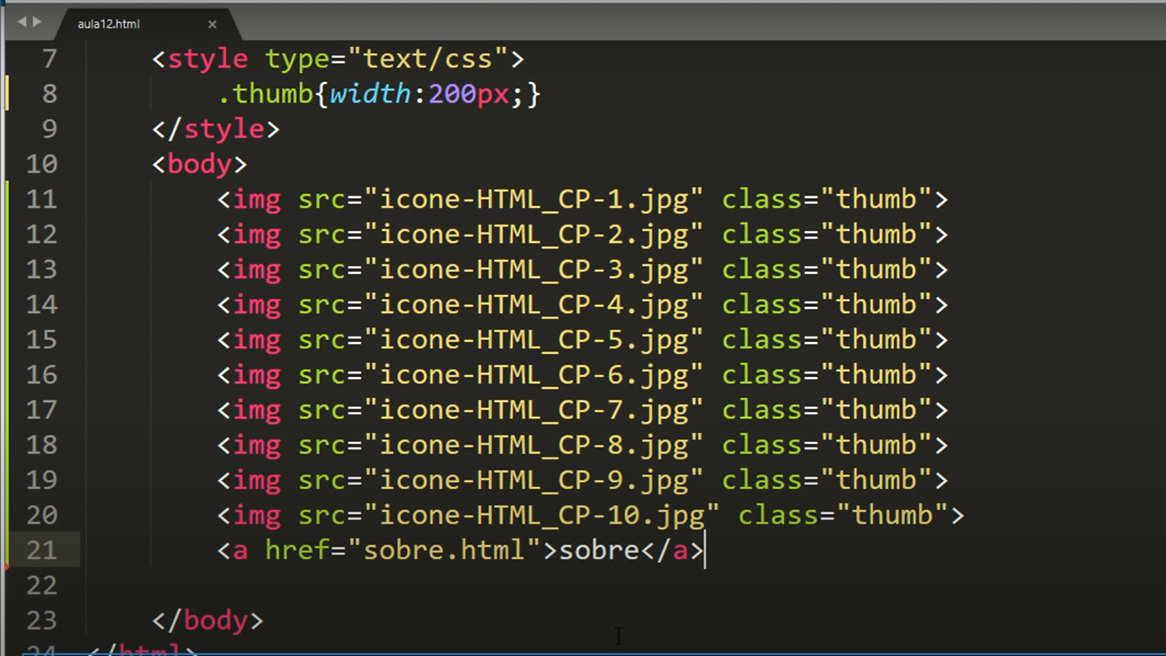 aula12.html ×
7 <style type="text/css">
8 .thumb{width:200px;}
9 </style>
10 <body>
11 <img src="icone-HTML_CP-1.jpg" class="thumb">
12 <img src="icone-HTML_CP-2.jpg" class="thumb">
13 <img src="icone-HTML_CP-3.jpg" class="thumb">
14 <img src="icone-HTML_CP-4.jpg" class="thumb">
15 <img src="icone-HTML_CP-5.jpg" class="thumb">
16 <img src="icone-HTML_CP-6.jpg" class="thumb">
17 <img src="icone-HTML_CP-7.jpg" class="thumb">
18 <img src="icone-HTML_CP-8.jpg" class="thumb">
19 <img src="icone-HTML_CP-9.jpg" class="thumb">
20 <img src="icone-HTML_CP-10.jpg" class="thumb">
21 <a href="sobre.html">sobre</a>
22
23 </body>
24 </html>